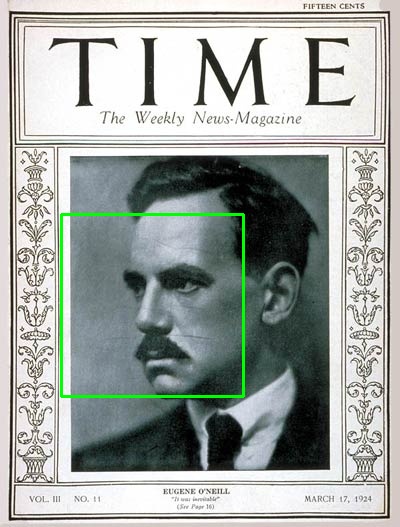 FIFTEEN CENTS
TIME
The Weekly News-Magazine
VOL. III NO. 11
EUGENE O'NEILL
"It was inevitable"
(See Page 16)
MARCH 17, 1924